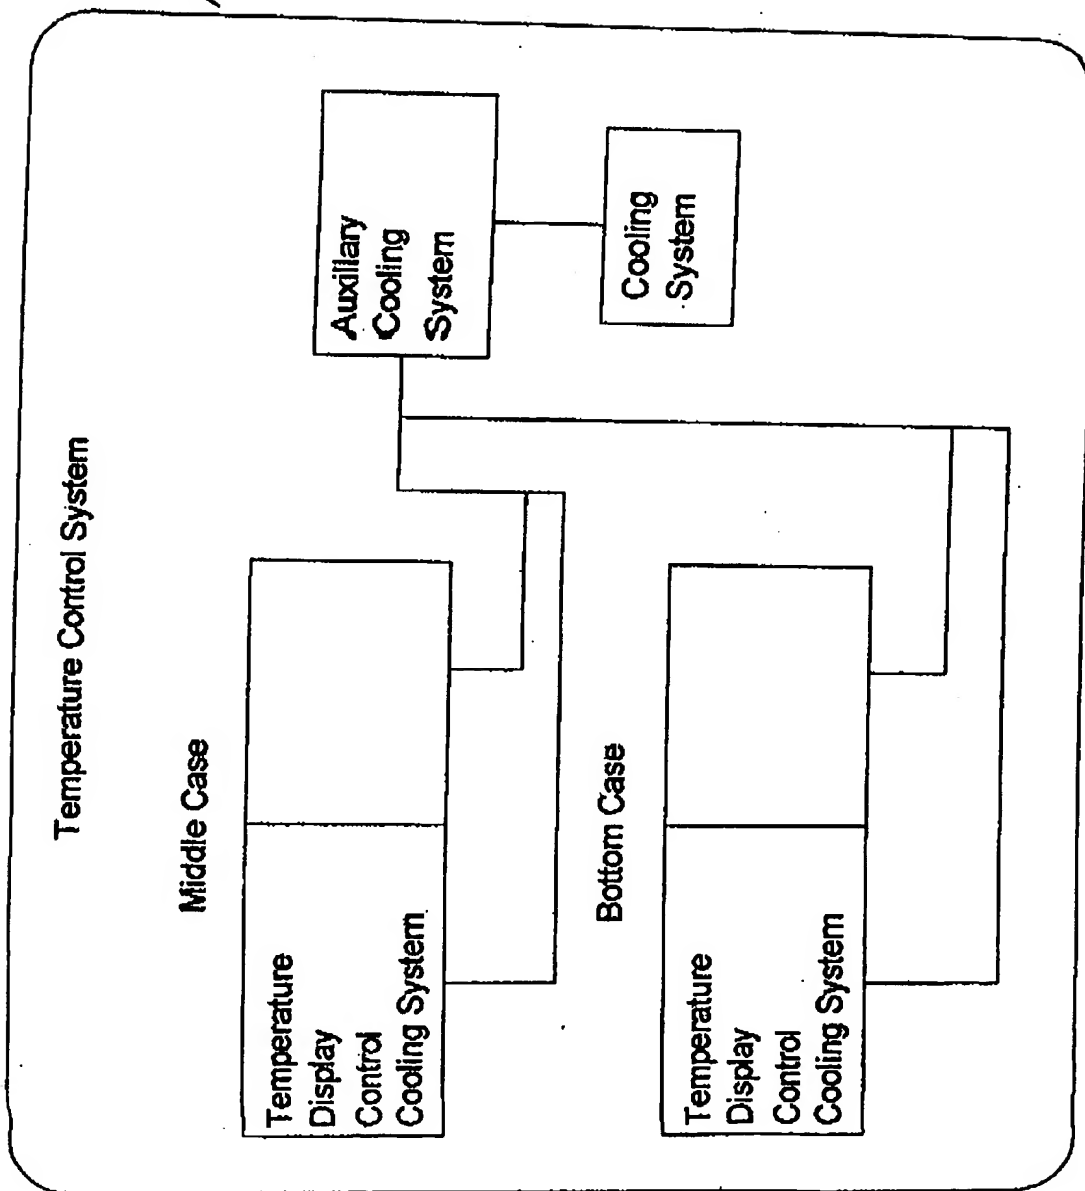 Temperature Control System
Middle Case
Temperature
Display
Control
Cooling System
Auxiliary
Cooling
System
Cooling
System
Bottom Case
Temperature
Display
Control
Cooling System